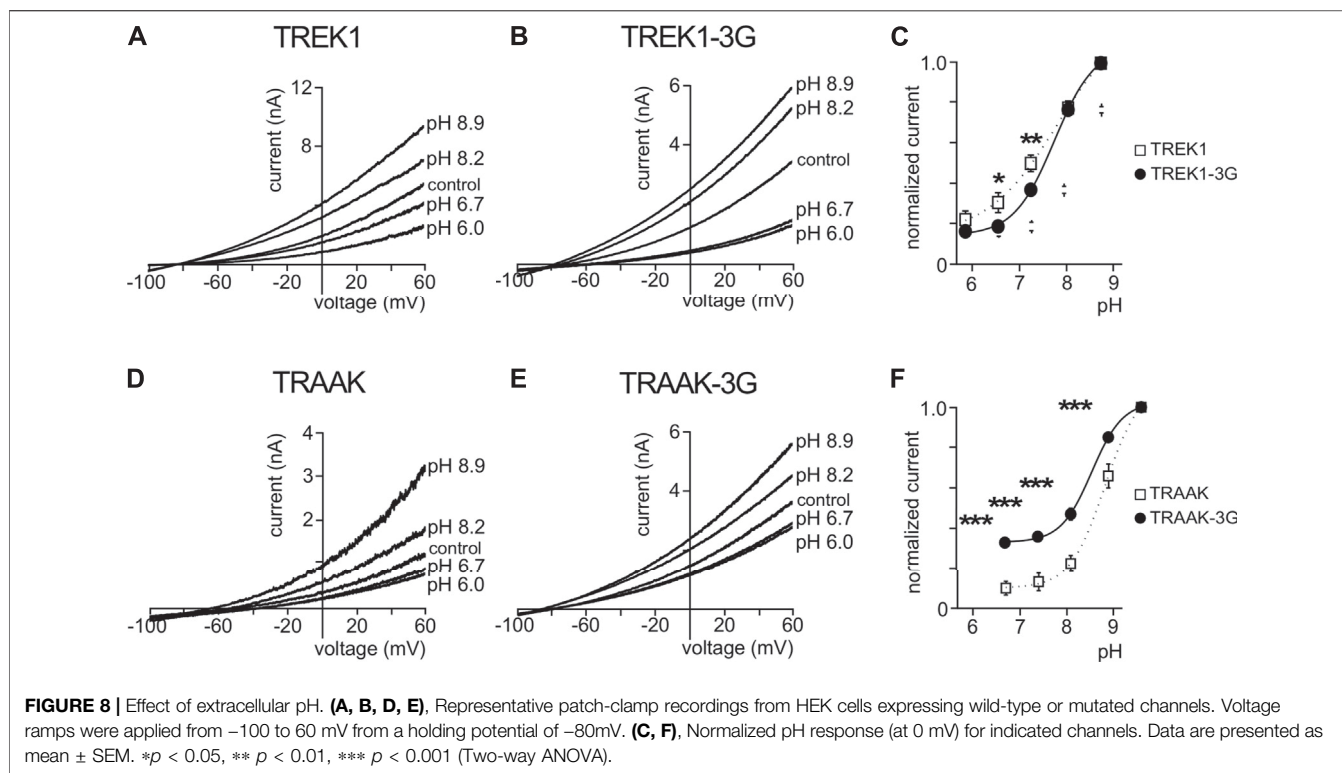 A TREK1
current (nA)
12
8
4
pH 8.9
pH 8.2
control
pH 6.7
pH 6.0
-100 -60 -20 20 60
voltage (mV)
B TREK1-3G
current (nA)
6
4
pH 8.9
pH 8.2
control
pH 6.7
pH 6.0
-100 -60 -20 20 60
voltage (mV)
C
normalized current
1.0
0
* **
6 7 8 9
pH
TREK1
TREK1-3G
D TRAAK
current (nA)
4
3
2
pH 8.9
pH 8.2
control
pH 6.7
pH 6.0
-100 -60 -20 20 60
voltage (mV)
E TRAAK-3G
current (nA)
6
4
pH 8.9
pH 8.2
control
pH 6.7
pH 6.0
-100 -60 -20 20 60
voltage (mV)
F
normalized current
1.0
0
*** *** *** ***
6 7 8 9
pH
TRAAK
TRAAK-3G
FIGURE 8 | Effect of extracellular pH. (A, B, D, E), Representative patch-clamp recordings from HEK cells expressing wild-type or mutated channels. Voltage
ramps were applied from −100 to 60 mV from a holding potential of −80mV. (C, F), Normalized pH response (at 0 mV) for indicated channels. Data are presented as
mean ± SEM. *p < 0.05, ** p < 0.01, *** p < 0.001 (Two-way ANOVA).